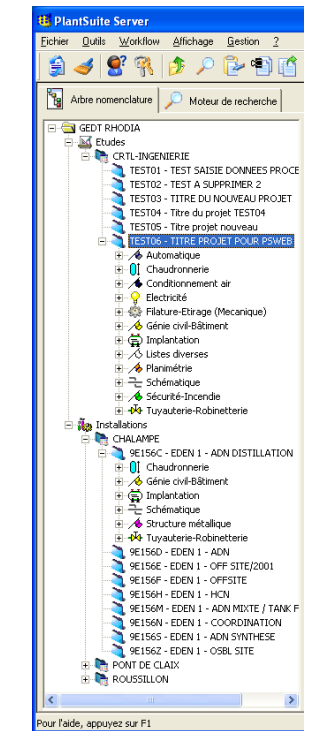 PlantSuite Server
Fichier Outils Workflow Affichage Gestion ?
Arbre nomenclature Moteur de recherche
GEDT RHODIA
Etudes
CRTL-INGENIERIE
TEST01 - TEST SAISIE DONNEES PROCE
TEST02 - TEST A SUPPRIMER 2
TEST03 - TITRE DU NOUVEAU PROJET
TEST04 - Titre du projet TEST04
TEST05 - Titre projet nouveau
TEST06 - TITRE PROJET POUR PSWEB
Automatique
Chaudronnerie
Conditionnement air
Electricité
Filature-Etirage (Mecanique)
Génie civil-Bâtiment
Implantation
Listes diverses
Planimétrie
Schématique
Sécurité-Incendie
Tuyauterie-Robinetterie
Installations
CHALAMPE
9E156C - EDEN 1 - ADN DISTILLATION
Chaudronnerie
Génie civil-Bâtiment
Implantation
Schématique
Structure métallique
Tuyauterie-Robinetterie
9E156D - EDEN 1 - ADN
9E156E - EDEN 1 - OFF SITE/2001
9E156F - EDEN 1 - OFFSITE
9E156H - EDEN 1 - HCN
9E156M - EDEN 1 - ADN MIXTE / TANK F
9E156N - EDEN 1 - COORDINATION
9E156S - EDEN 1 - ADN SYNTHESE
9E156Z - EDEN 1 - OSBL SITE
PONT DE CLAIX
ROUSSILLON
Pour l'aide, appuyez sur F1